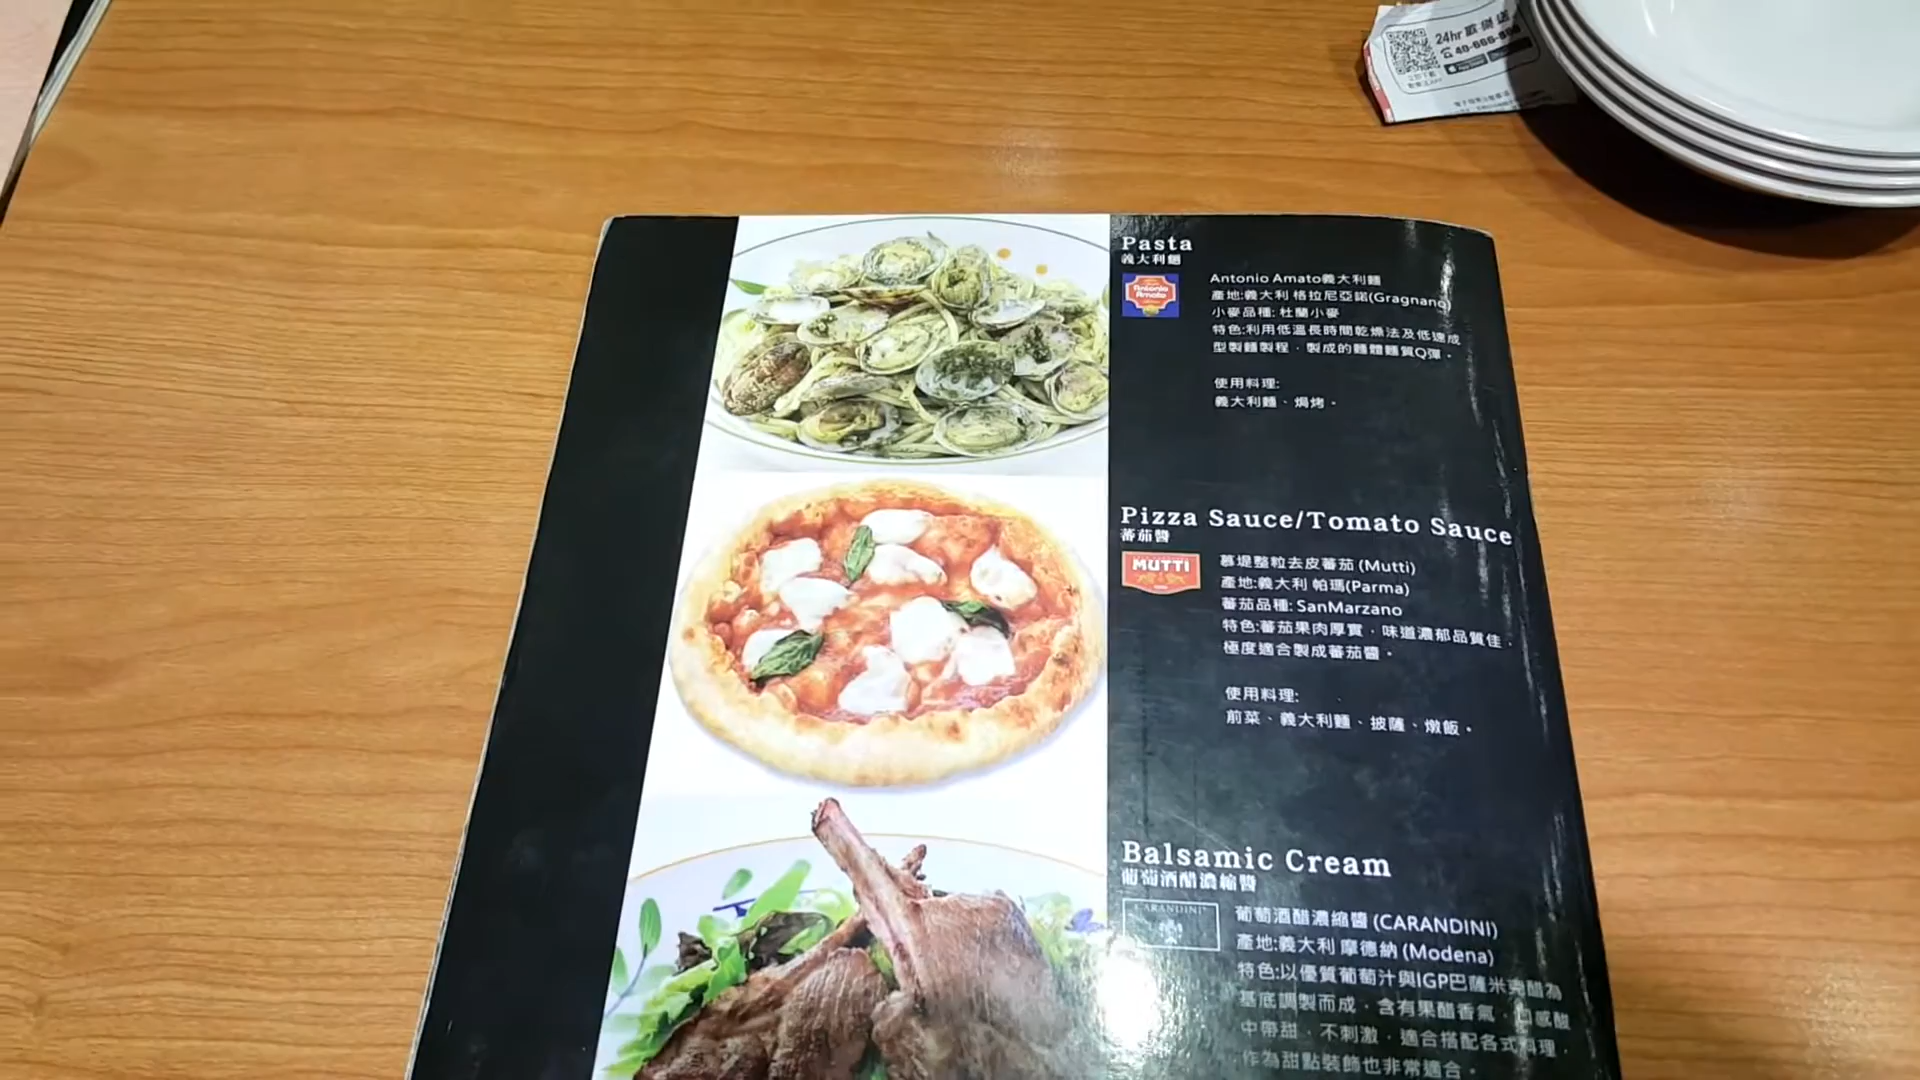 24hr
Pasta
義大利麵
Antonio Amato
Antonio Amato義大利麵
產地:義大利 格拉尼亞諾(Gragnano)
小麥品種: 杜蘭小麥
特色:利用低溫長時間乾燥法及低速成
型製麵製程，製成的麵體麵質Q彈。
使用料理:
義大利麵、焗烤。
Pizza Sauce/Tomato Sauce
蕃茄醬
MUTTI
慕堤整粒去皮蕃茄 (Mutti)
產地:義大利 帕瑪(Parma)
蕃茄品種: SanMarzano
特色:蕃茄果肉厚實，味道濃郁品質佳，
極度適合製成蕃茄醬。
使用料理:
前菜、義大利麵、披薩、燉飯。
Balsamic Cream
葡萄酒醋濃縮醬
CARANDINI
葡萄酒醋濃縮醬 (CARANDINI)
產地:義大利 摩德納 (Modena)
特色:以優質葡萄汁與IGP巴薩米克醋為
基底調製而成，含有果醋香氣，口感酸
中帶甜，不刺激，適合搭配各式料理，
作為甜點裝飾也非常適合。